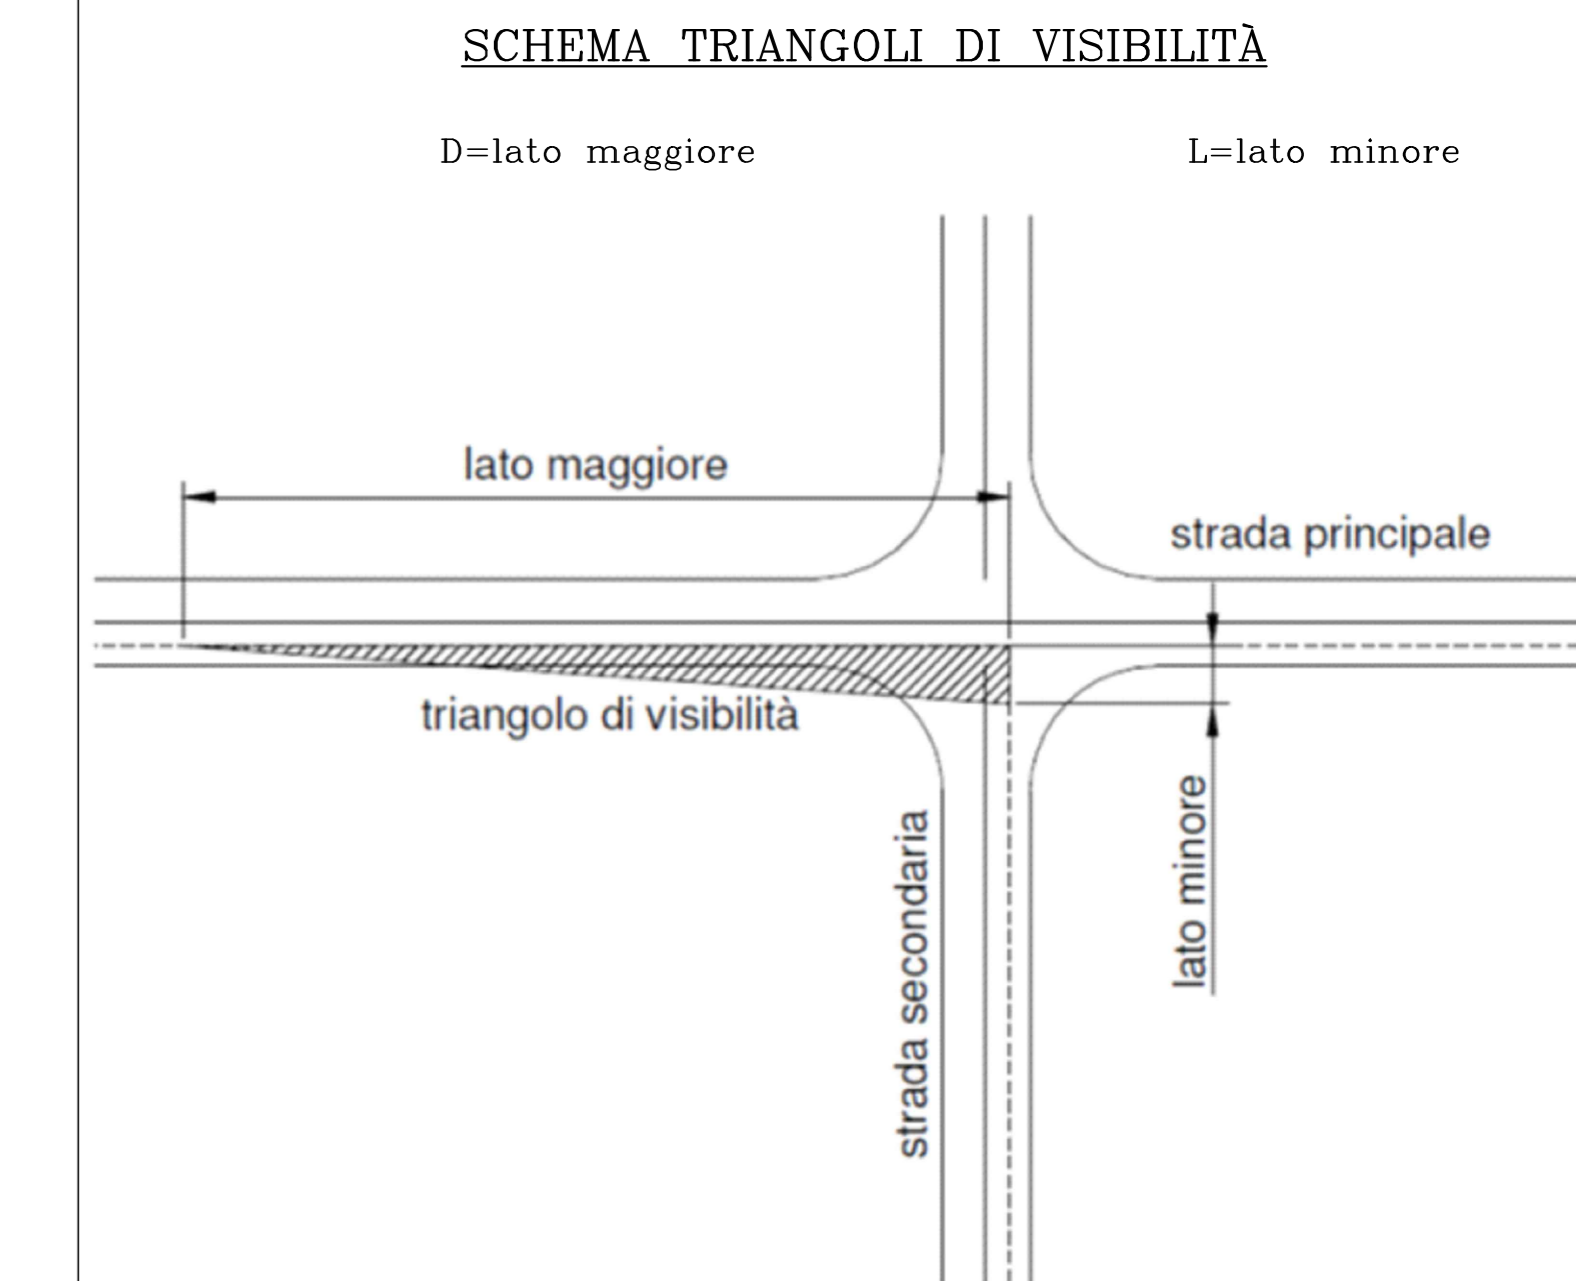 SCHEMA TRIANGOLI DI VISIBILITÀ
D=lato maggiore
L=lato minore
lato maggiore
strada principale
triangolo di visibilità
lato minore
strada secondaria